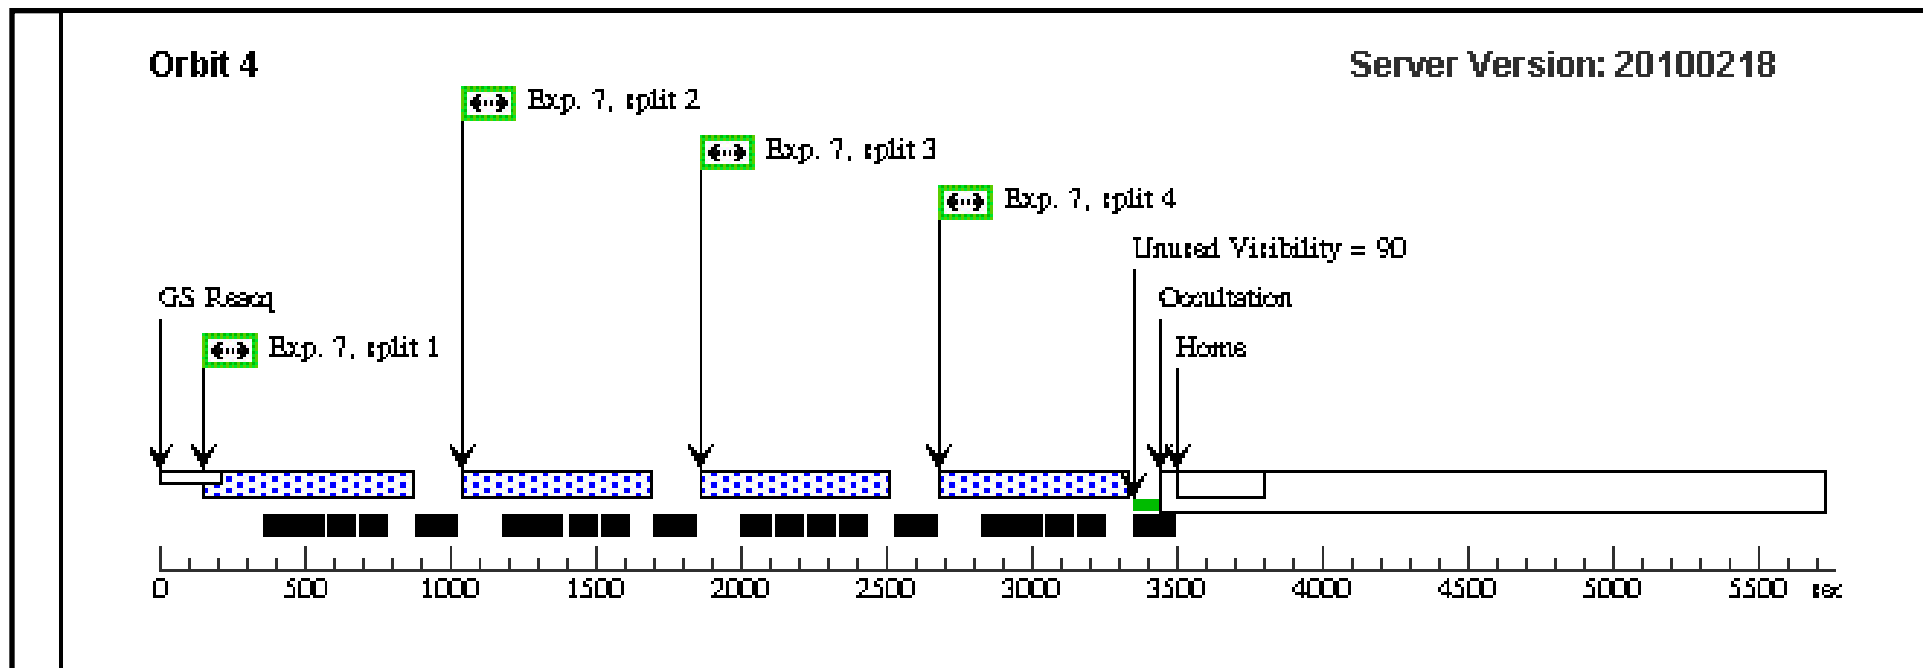 Orbit 4
Server Version: 20100218
Exp. 7, split 2
Exp. 7, split 3
Exp. 7, split 4
Unused Visibility = 90
GS Reacq
Occultation
Exp. 7, split 1
Home
0 500 1000 1500 2000 2500 3000 3500 4000 4500 5000 5500 sec